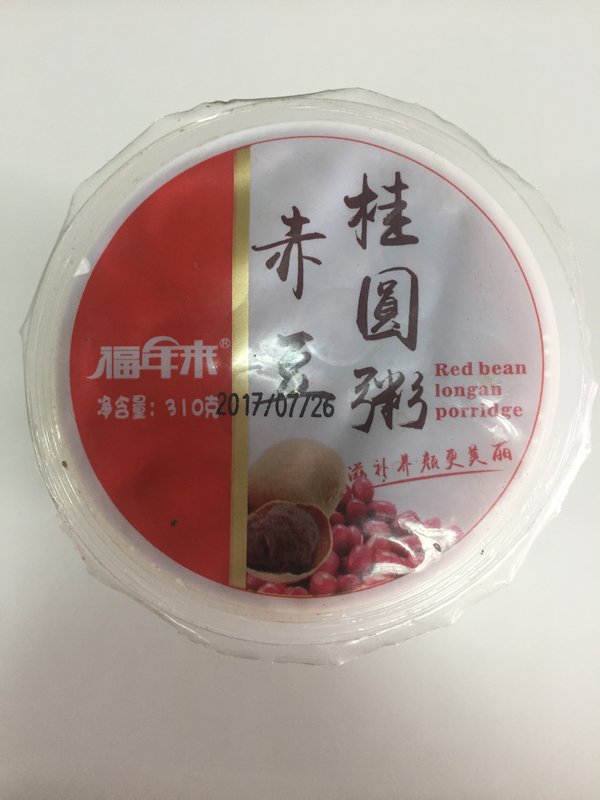 赤豆
桂圓粥
Red bean
longan
porridge
滋补养颜更美丽
福年来®
净含量：310克
2017/07/26